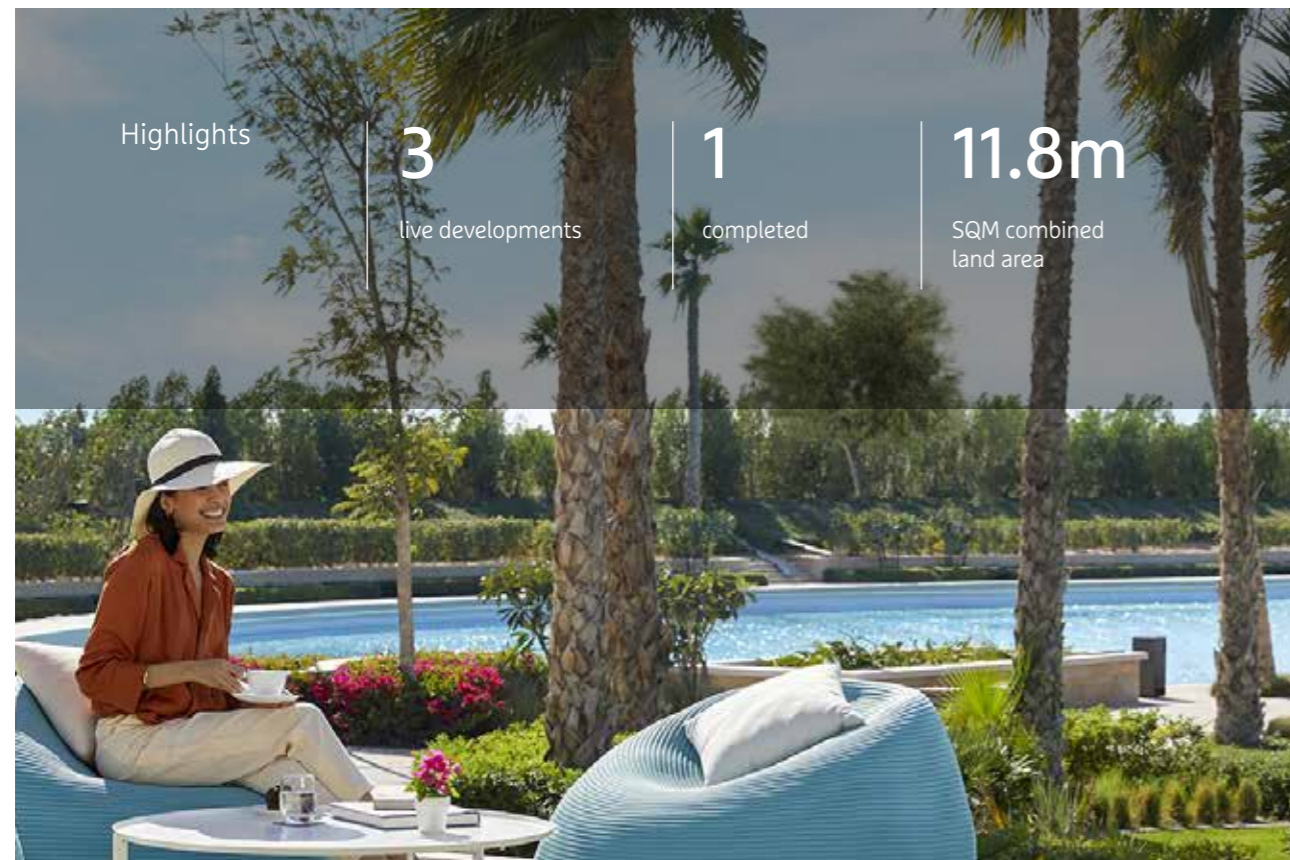 Highlights
3
live developments
1
completed
11.8m
SQM combined
land area